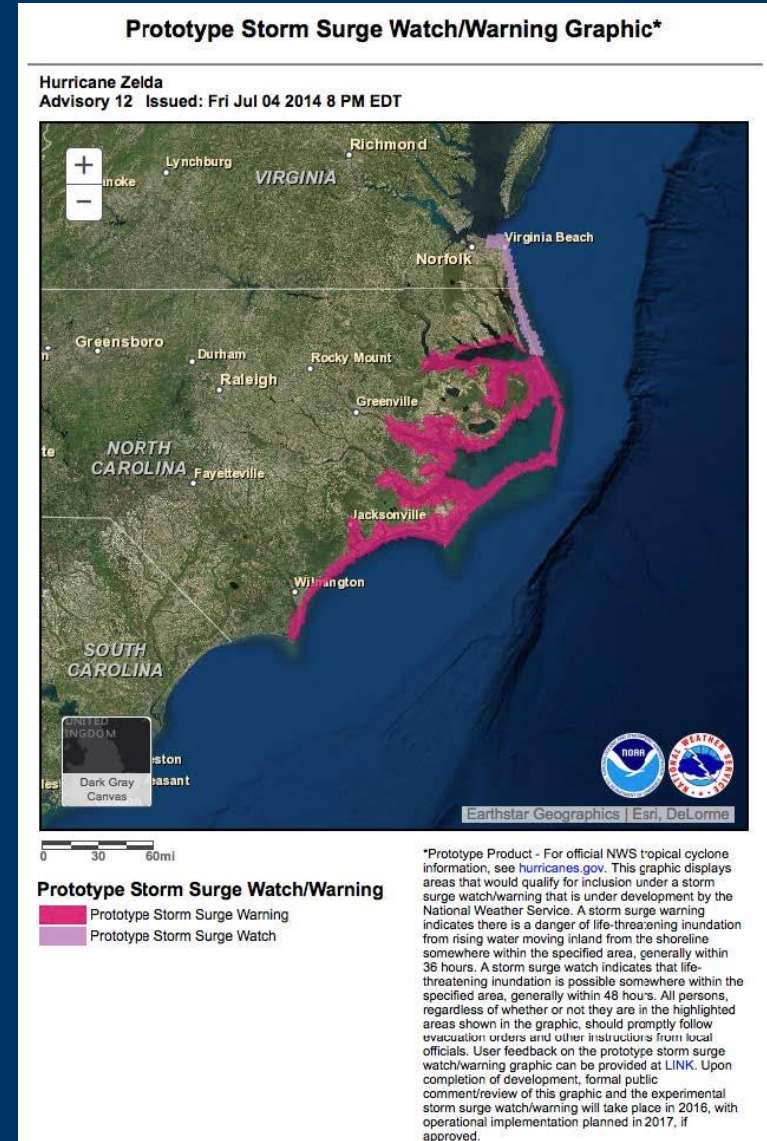 Prototype Storm Surge Watch/Warning Graphic*
Hurricane Zelda
Advisory 12 Issued: Fri Jul 04 2014 8 PM EDT
+
−
Richmond
Lynchburg
anoke
VIRGINIA
Virginia Beach
Norfolk
Greensboro
n
Durham
Rocky Mount
Raleigh
Greenville
te
NORTH
CAROLINA
Fayetteville
Jacksonville
Wilmington
SOUTH
CAROLINA
UNITED
INGDOM
Dark Gray
Canvas
eston
les
easant
NOAA
NATIONAL WEATHER SERVICE
Earthstar Geographics | Esri, DeLorme
0 30 60mi
Prototype Storm Surge Watch/Warning
Prototype Storm Surge Warning
Prototype Storm Surge Watch
*Prototype Product - For official NWS tropical cyclone
information, see hurricanes.gov. This graphic displays
areas that would qualify for inclusion under a storm
surge watch/warning that is under development by the
National Weather Service. A storm surge warning
indicates there is a danger of life-threatening inundation
from rising water moving inland from the shoreline
somewhere within the specified area, generally within
36 hours. A storm surge watch indicates that life-
threatening inundation is possible somewhere within the
specified area, generally within 48 hours. All persons,
regardless of whether or not they are in the highlighted
areas shown in the graphic, should promptly follow
evacuation orders and other instructions from local
officials. User feedback on the prototype storm surge
watch/warning graphic can be provided at LINK. Upon
completion of development, formal public
comment/review of this graphic and the experimental
storm surge watch/warning will take place in 2016, with
operational implementation planned in 2017, if
approved.